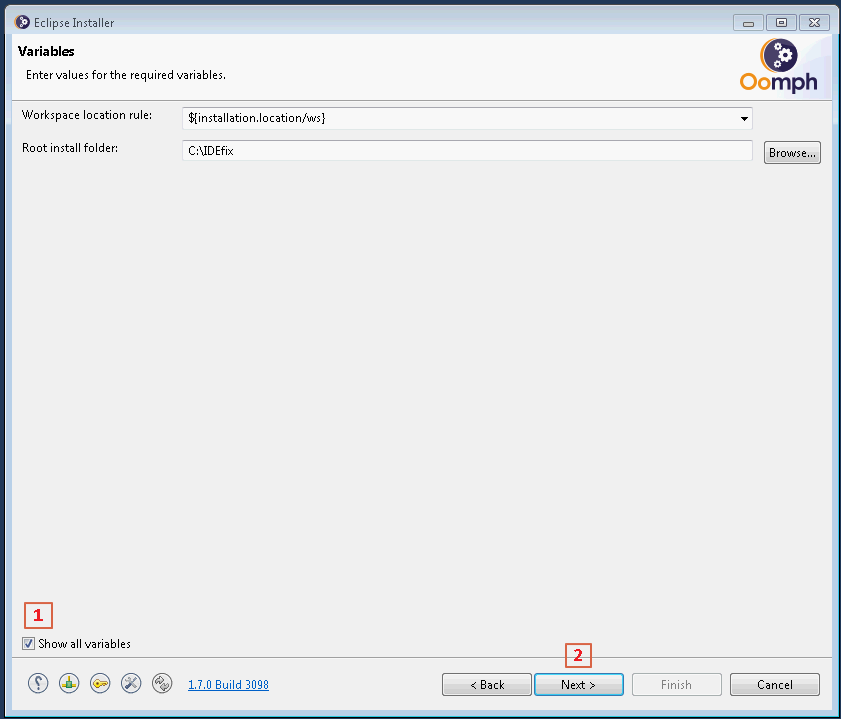 Eclipse Installer
Variables
Enter values for the required variables.
Oomph
Workspace location rule:
${installation.location/ws}
Root install folder:
C:\IDEfix
Browse...
1
Show all variables
2
1.7.0 Build 3098
< Back
Next >
Finish
Cancel